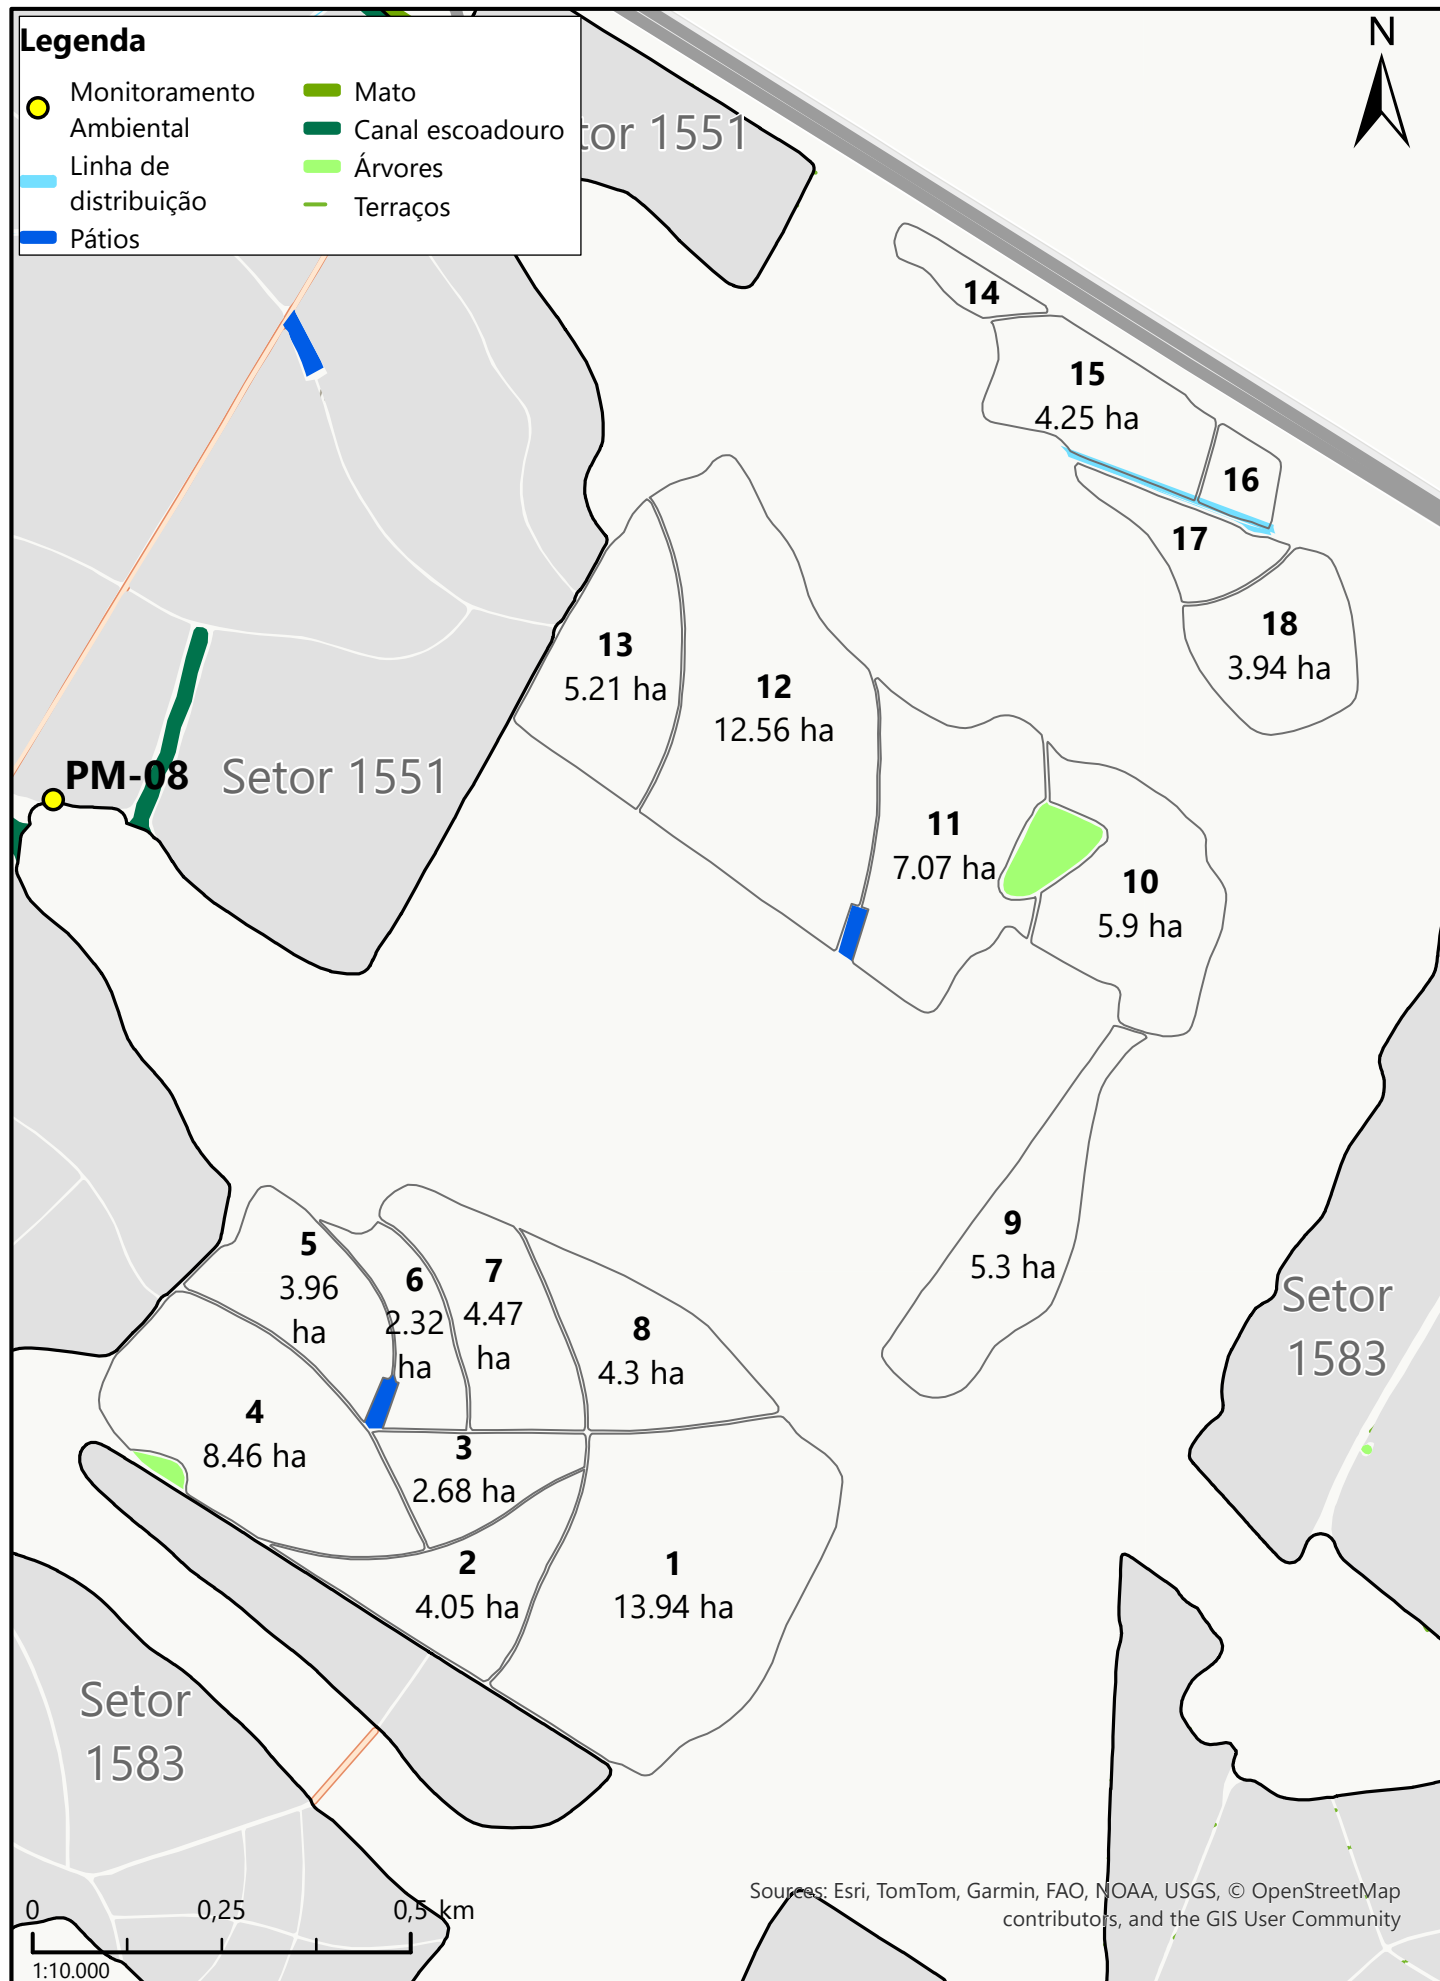 Legenda
Monitoramento
Ambiental
Linha de
distribuição
Pátios
Mato
Canal escoadouro
Árvores
Terraços
N
tor 1551
14
15
4.25 ha
16
17
18
3.94 ha
13
5.21 ha
12
12.56 ha
PM-08
Setor 1551
11
7.07 ha
10
5.9 ha
9
5.3 ha
5
3.96
ha
6
2.32
ha
7
4.47
ha
8
4.3 ha
Setor
1583
4
8.46 ha
3
2.68 ha
2
4.05 ha
1
13.94 ha
Setor
1583
0 0,25 0,5 km
1:10.000
Sources: Esri, TomTom, Garmin, FAO, NOAA, USGS, © OpenStreetMap
contributors, and the GIS User Community